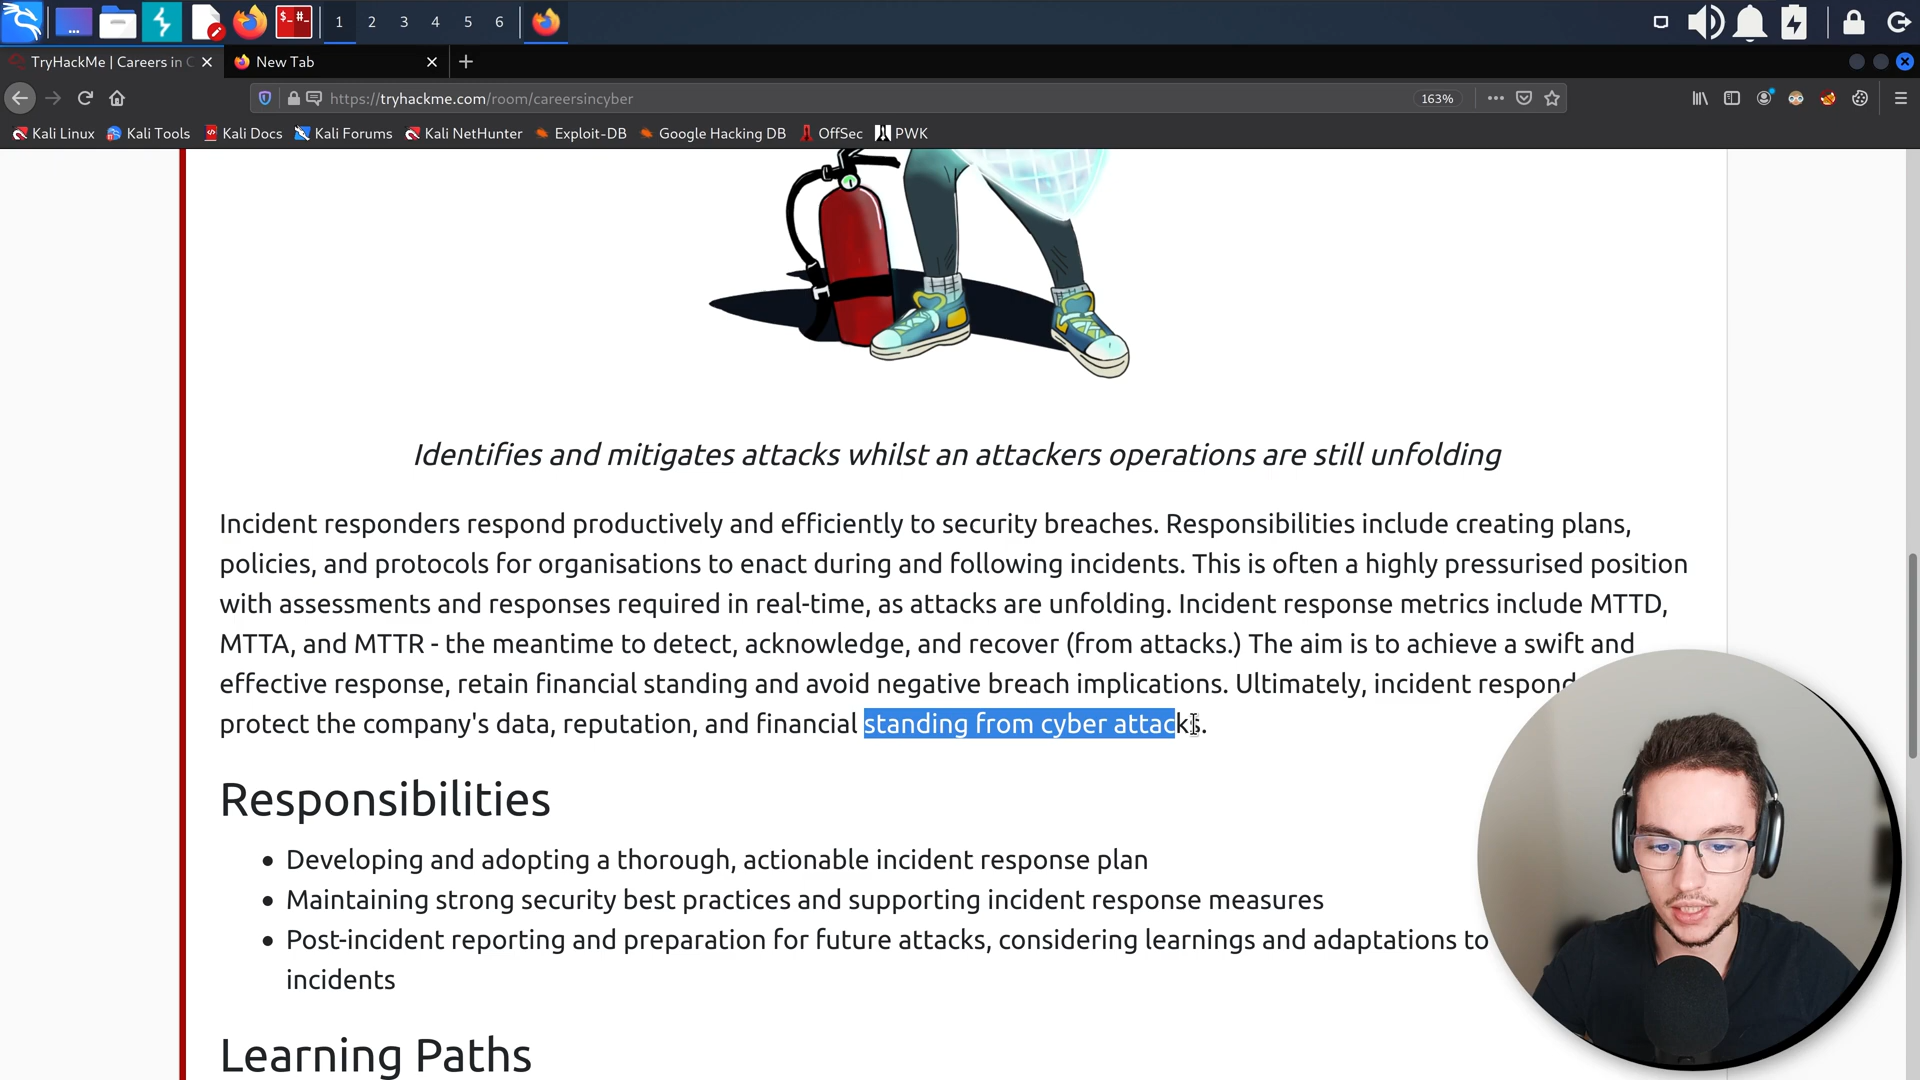 $_ #_
1 2 3 4 5 6
TryHackMe | Careers in C
New Tab
https://tryhackme.com/room/careersincyber
163%
Kali Linux Kali Tools Kali Docs Kali Forums Kali NetHunter Exploit-DB Google Hacking DB OffSec PWK
Identifies and mitigates attacks whilst an attackers operations are still unfolding
Incident responders respond productively and efficiently to security breaches. Responsibilities include creating plans,
policies, and protocols for organisations to enact during and following incidents. This is often a highly pressurised position
with assessments and responses required in real-time, as attacks are unfolding. Incident response metrics include MTTD,
MTTA, and MTTR - the meantime to detect, acknowledge, and recover (from attacks.) The aim is to achieve a swift and
effective response, retain financial standing and avoid negative breach implications. Ultimately, incident respond
protect the company's data, reputation, and financial standing from cyber attacks.
Responsibilities
• Developing and adopting a thorough, actionable incident response plan
• Maintaining strong security best practices and supporting incident response measures
• Post-incident reporting and preparation for future attacks, considering learnings and adaptations to
incidents
Learning Paths